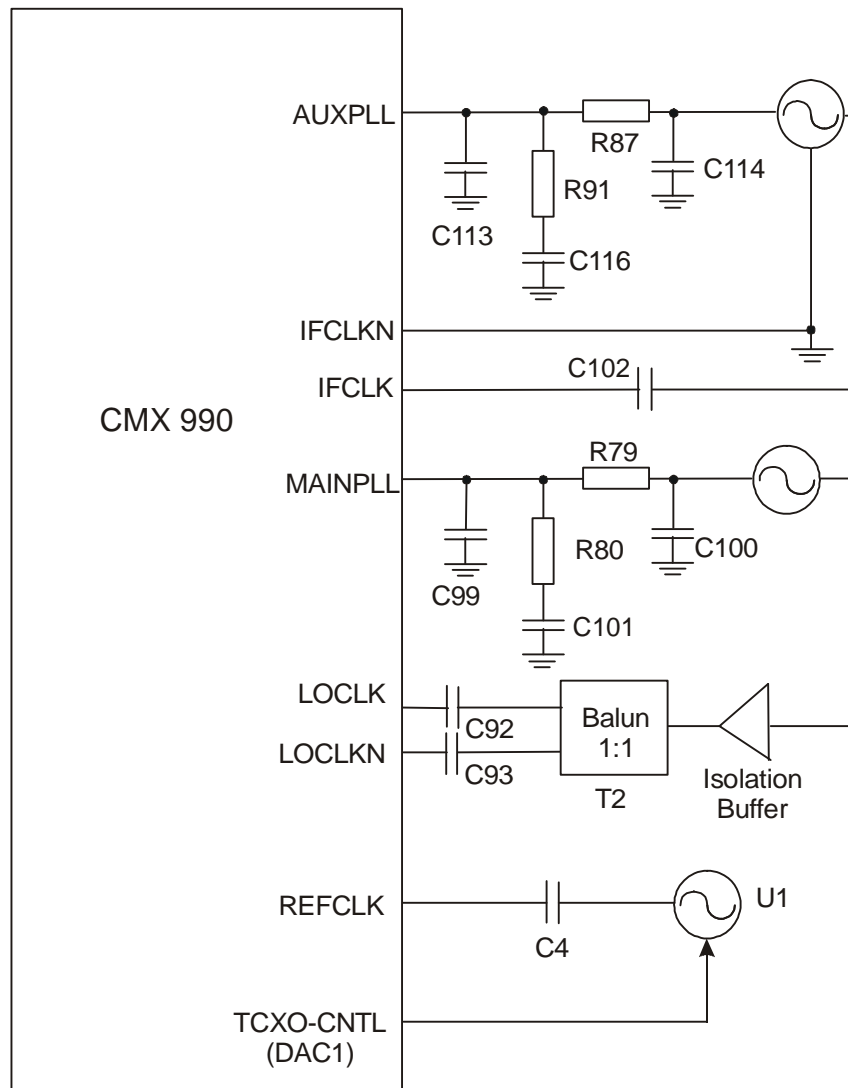 AUXPLL
R87
C114
R91
C113
C116
IFCLKN
C102
IFCLK
CMX 990
R79
MAINPLL
R80
C100
C99
C101
LOCLK
C92
Balun
1:1
LOCLKN
C93
T2
Isolation
Buffer
REFCLK
U1
C4
TCXO-CNTL
(DAC1)